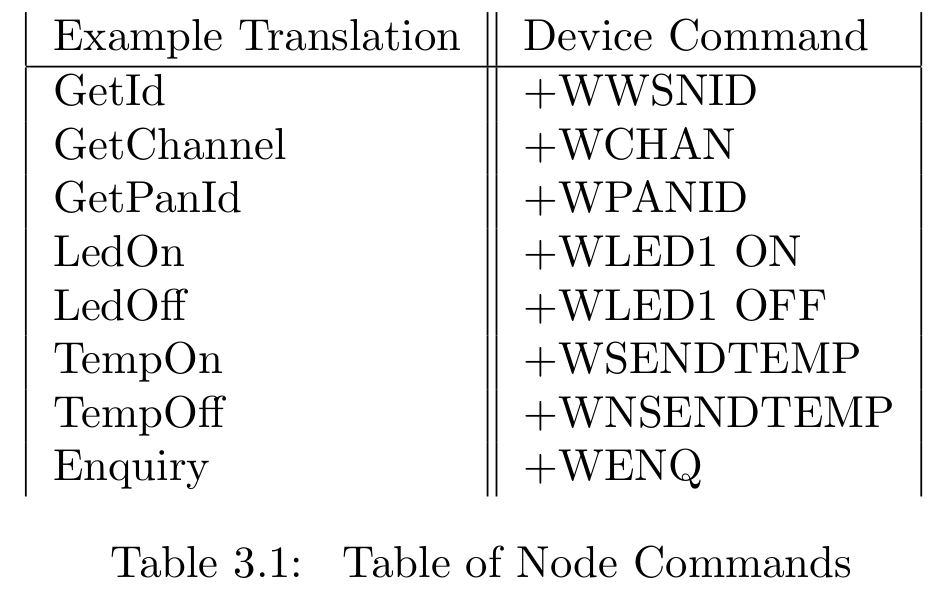 Example Translation Device Command
GetId +WWSNID
GetChannel +WCHAN
GetPanId +WPANID
LedOn +WLED1 ON
LedOff +WLED1 OFF
TempOn +WSENDTEMP
TempOff +WNSENDTEMP
Enquiry +WENQ
Table 3.1: Table of Node Commands